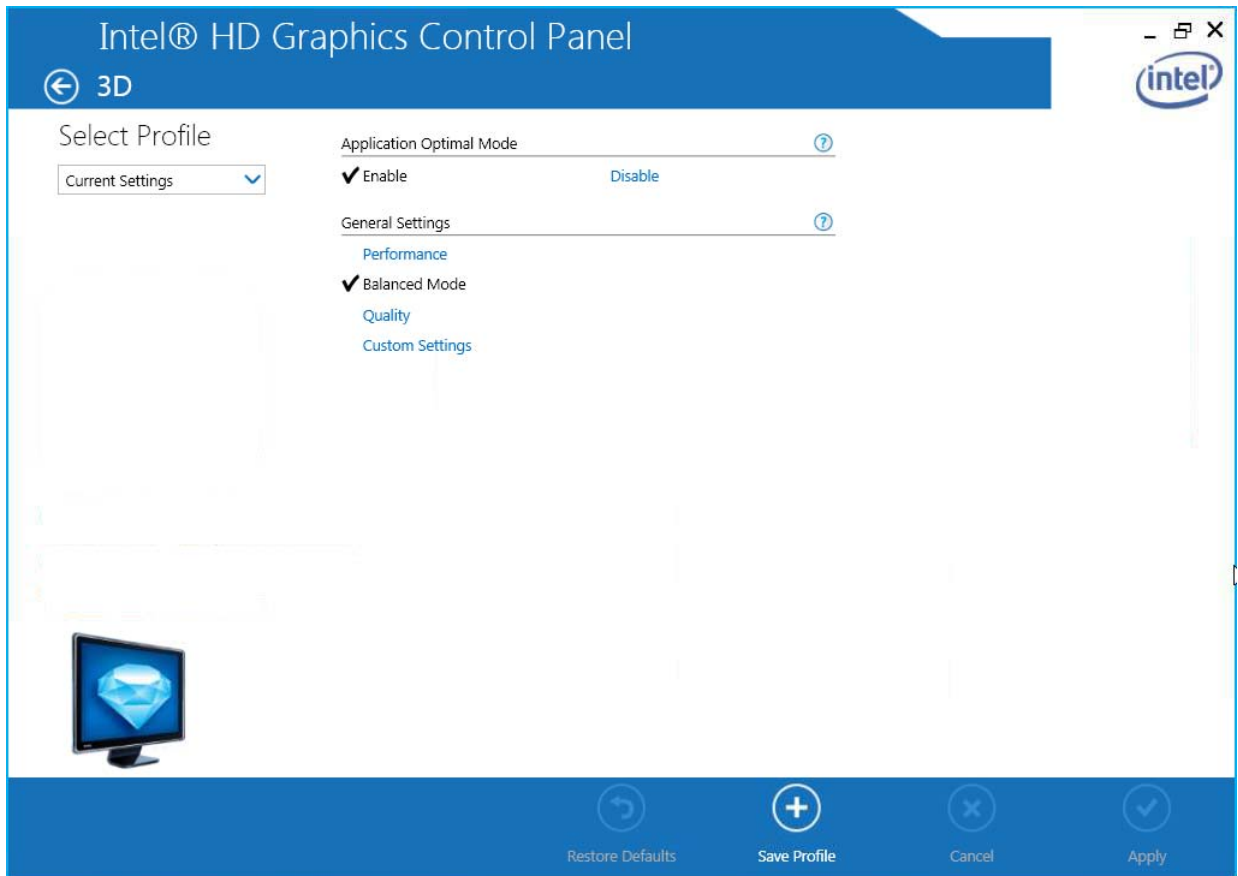 Intel® HD Graphics Control Panel
3D
intel®
Select Profile
Current Settings
Application Optimal Mode ?
Enable Disable
General Settings ?
Performance
Balanced Mode
Quality
Custom Settings
Restore Defaults Save Profile Cancel Apply